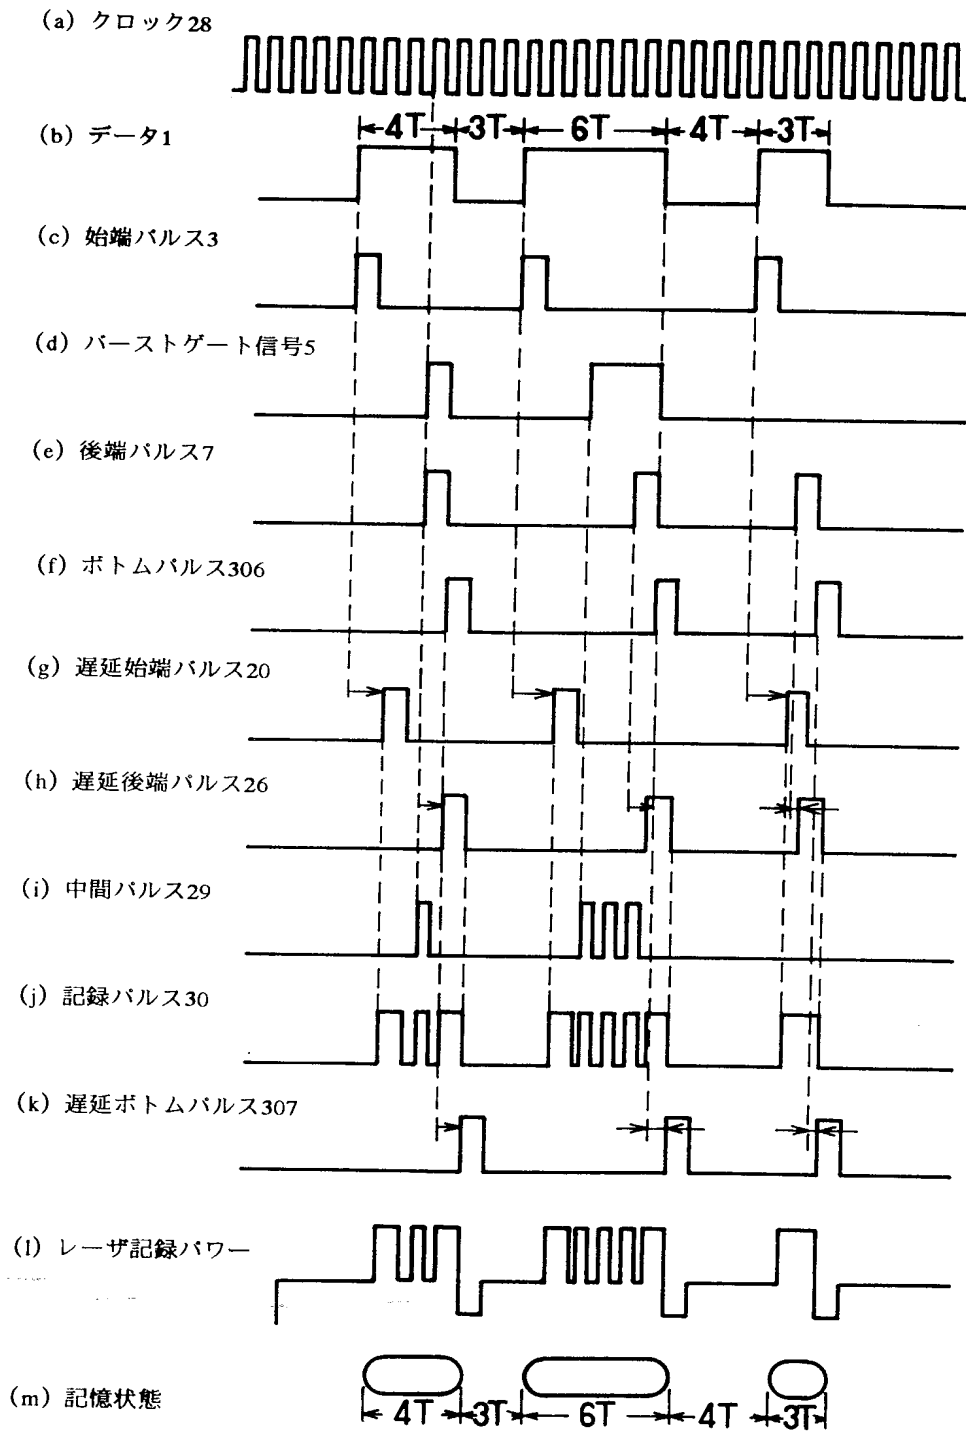 (a) クロック28
(b) データ1
4T 3T 6T 4T 3T
(c) 始端パルス3
(d) バーストゲート信号5
(e) 後端パルス7
(f) ボトムパルス306
(g) 遅延始端パルス20
(h) 遅延後端パルス26
(i) 中間パルス29
(j) 記録パルス30
(k) 遅延ボトムパルス307
(l) レーザ記録パワー
(m) 記憶状態
4T 3T 6T 4T 3T